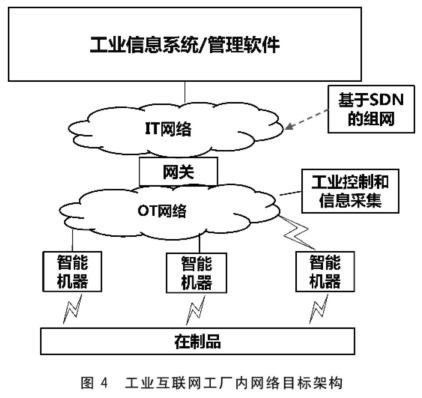 工业信息系统/管理软件
IT网络
基于SDN
的组网
网关
OT网络
工业控制和
信息采集
智能
机器
智能
机器
智能
机器
在制品
图 4 工业互联网工厂内网络目标架构